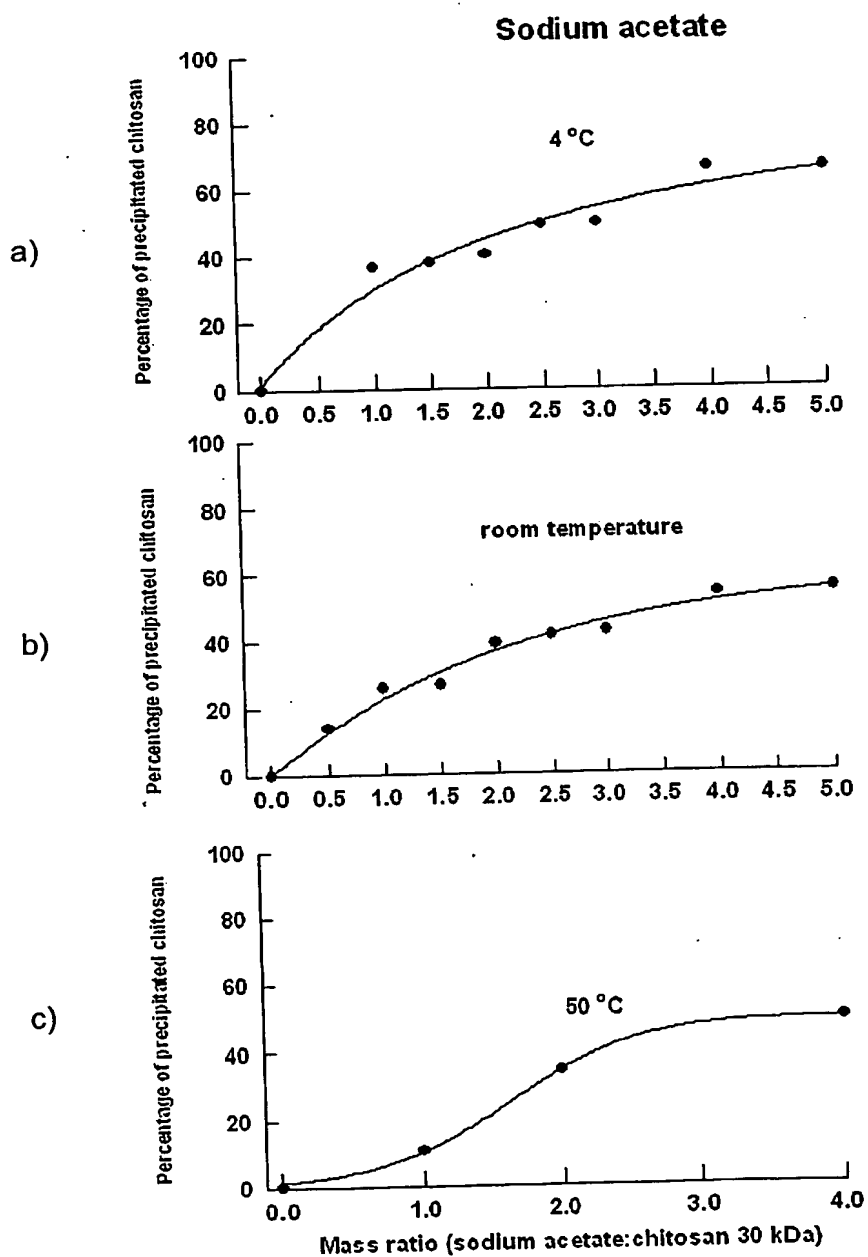 Sodium acetate
a)
Percentage of precipitated chitosan
100
80
60
40
20
0
4 °C
0.0 0.5 1.0 1.5 2.0 2.5 3.0 4.0 4.5 5.0
b)
Percentage of precipitated chitosan
100
80
60
40
20
0
room temperature
0.0 0.5 1.0 1.5 2.0 2.5 3.0 3.5 4.0 4.5 5.0
c)
Percentage of precipitated chitosan
100
80
60
40
20
0
50 °C
0.0 1.0 2.0 3.0 4.0
Mass ratio (sodium acetate:chitosan 30 kDa)